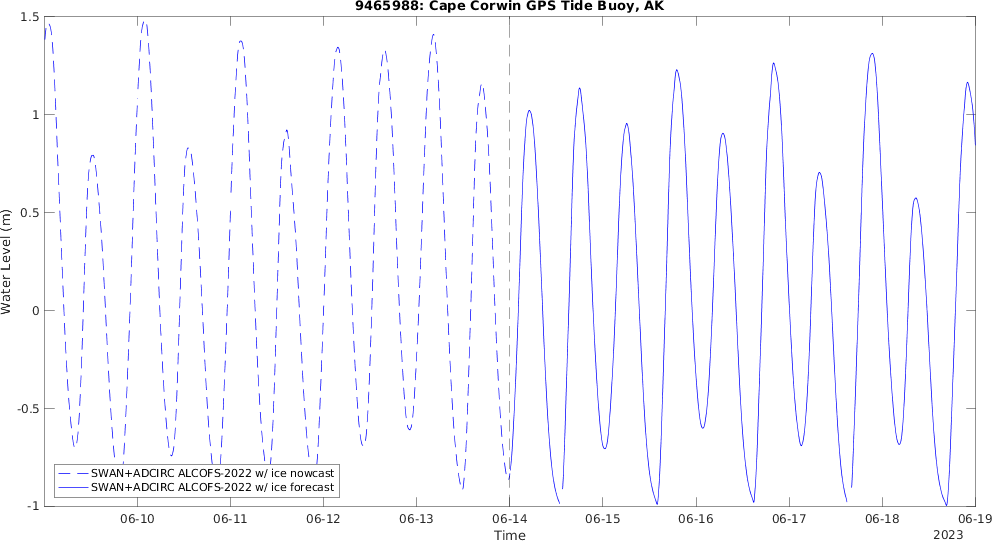 9465988: Cape Corwin GPS Tide Buoy, AK
1.5
1
0.5
0
-0.5
-1
Water Level (m)
SWAN+ADCIRC ALCOFS-2022 w/ ice nowcast
SWAN+ADCIRC ALCOFS-2022 w/ ice forecast
06-10 06-11 06-12 06-13 06-14 06-15 06-16 06-17 06-18 06-19
Time
2023